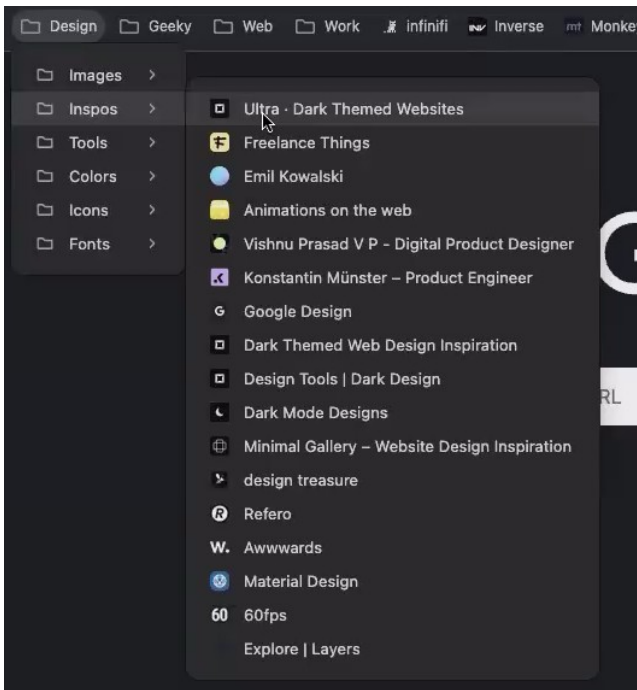 Design Geeky Web Work infinifi INV Inverse mt Monke
Images
Inspos
Tools
Colors
Icons
Fonts
Ultra · Dark Themed Websites
Freelance Things
Emil Kowalski
Animations on the web
Vishnu Prasad V P - Digital Product Designer
Konstantin Münster – Product Engineer
G Google Design
Dark Themed Web Design Inspiration
Design Tools | Dark Design
Dark Mode Designs
Minimal Gallery – Website Design Inspiration
design treasure
R Refero
W. Awwwards
Material Design
60 60fps
Explore | Layers
RL